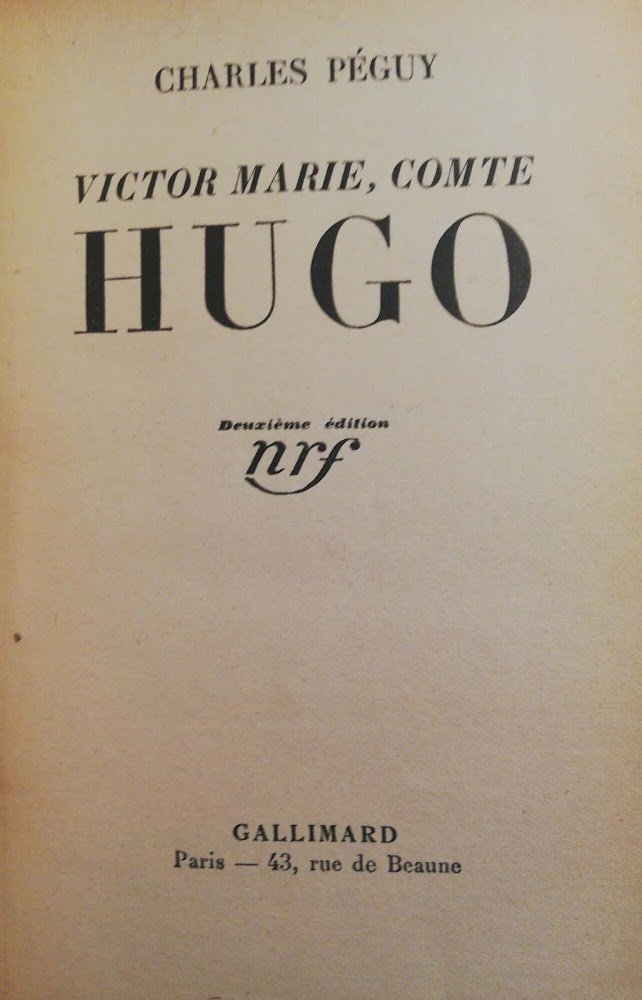 CHARLES PÉGUY
VICTOR MARIE, COMTE
HUGO
Deuxième édition
nrf
GALLIMARD
Paris — 43, rue de Beaune